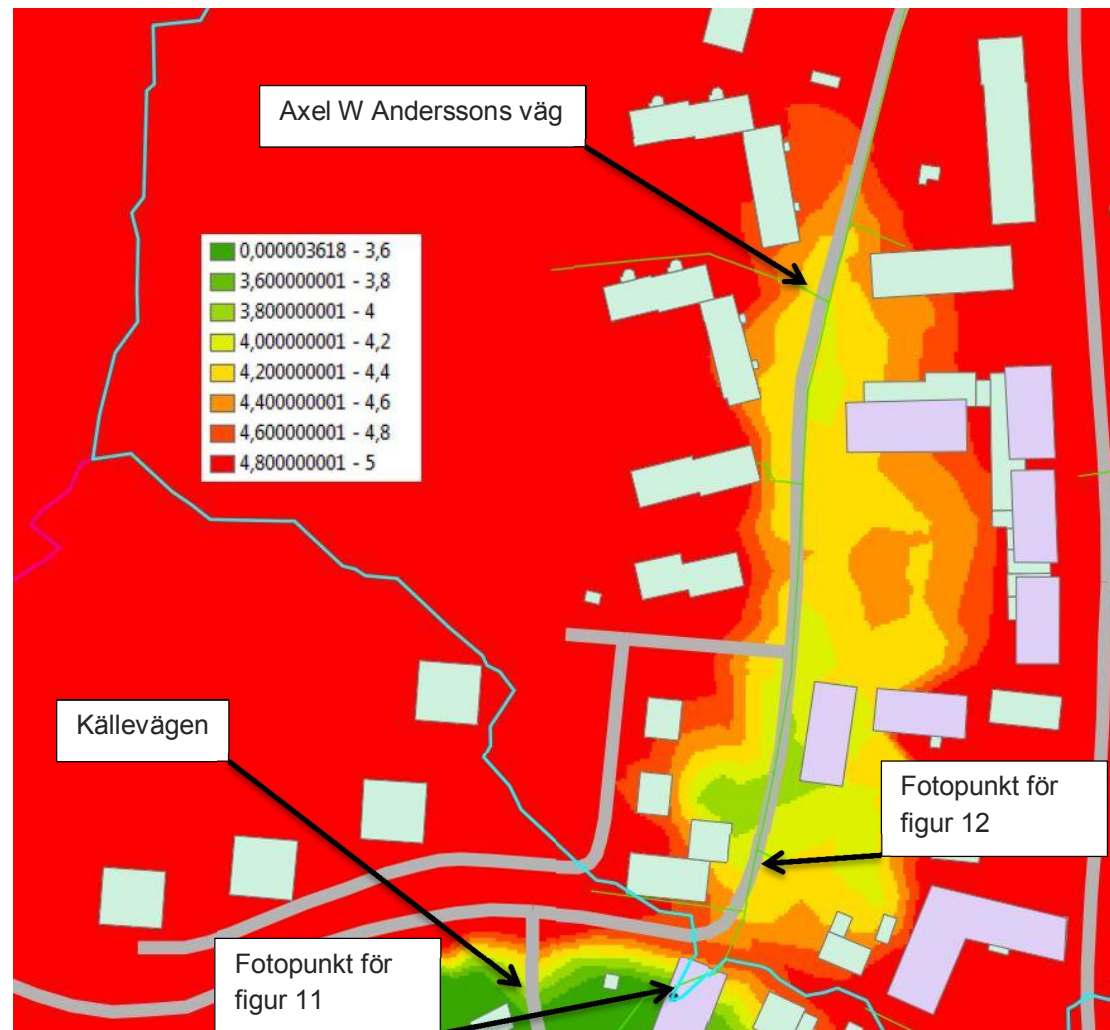 Axel W Anderssons väg
0,000003618 - 3,6
3,600000001 - 3,8
3,800000001 - 4
4,000000001 - 4,2
4,200000001 - 4,4
4,400000001 - 4,6
4,600000001 - 4,8
4,800000001 - 5
Källevägen
Fotopunkt för
figur 12
Fotopunkt för
figur 11